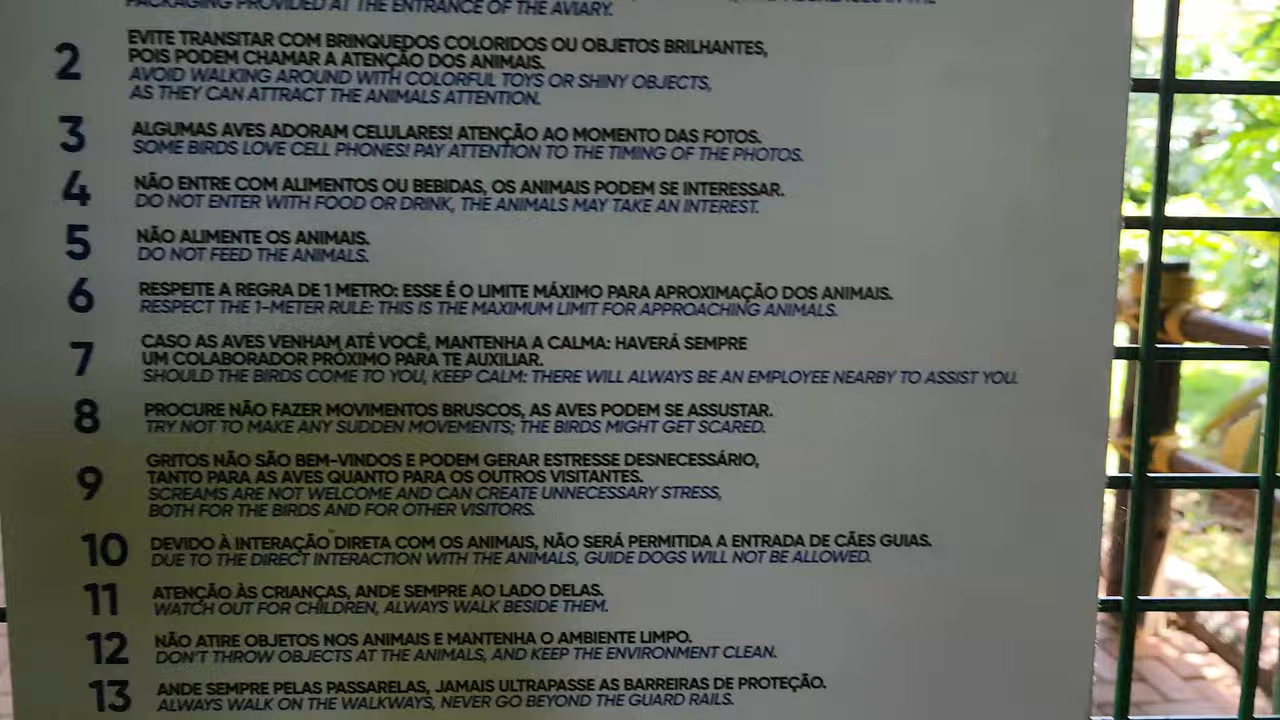 PACKAGING PROVIDED AT THE ENTRANCE OF THE AVIARY.
2
EVITE TRANSITAR COM BRINQUEDOS COLORIDOS OU OBJETOS BRILHANTES,
POIS PODEM CHAMAR A ATENÇÃO DOS ANIMAIS.
AVOID WALKING AROUND WITH COLORFUL TOYS OR SHINY OBJECTS,
AS THEY CAN ATTRACT THE ANIMALS ATTENTION.
3
ALGUMAS AVES ADORAM CELULARES! ATENÇÃO AO MOMENTO DAS FOTOS.
SOME BIRDS LOVE CELL PHONES! PAY ATTENTION TO THE TIMING OF THE PHOTOS.
4
NÃO ENTRE COM ALIMENTOS OU BEBIDAS, OS ANIMAIS PODEM SE INTERESSAR.
DO NOT ENTER WITH FOOD OR DRINK, THE ANIMALS MAY TAKE AN INTEREST.
5
NÃO ALIMENTE OS ANIMAIS.
DO NOT FEED THE ANIMALS.
6
RESPEITE A REGRA DE 1 METRO: ESSE É O LIMITE MÁXIMO PARA APROXIMAÇÃO DOS ANIMAIS.
RESPECT THE 1-METER RULE: THIS IS THE MAXIMUM LIMIT FOR APPROACHING ANIMALS.
7
CASO AS AVES VENHAM ATÉ VOCÊ, MANTENHA A CALMA: HAVERÁ SEMPRE
UM COLABORADOR PRÓXIMO PARA TE AUXILIAR.
SHOULD THE BIRDS COME TO YOU, KEEP CALM: THERE WILL ALWAYS BE AN EMPLOYEE NEARBY TO ASSIST YOU.
8
PROCURE NÃO FAZER MOVIMENTOS BRUSCOS, AS AVES PODEM SE ASSUSTAR.
TRY NOT TO MAKE ANY SUDDEN MOVEMENTS; THE BIRDS MIGHT GET SCARED.
9
GRITOS NÃO SÃO BEM-VINDOS E PODEM GERAR ESTRESSE DESNECESSÁRIO,
TANTO PARA AS AVES QUANTO PARA OS OUTROS VISITANTES.
SCREAMS ARE NOT WELCOME AND CAN CREATE UNNECESSARY STRESS,
BOTH FOR THE BIRDS AND FOR OTHER VISITORS.
10
DEVIDO À INTERAÇÃO DIRETA COM OS ANIMAIS, NÃO SERÁ PERMITIDA A ENTRADA DE CÃES GUIAS.
DUE TO THE DIRECT INTERACTION WITH THE ANIMALS, GUIDE DOGS WILL NOT BE ALLOWED.
11
ATENÇÃO ÀS CRIANÇAS, ANDE SEMPRE AO LADO DELAS.
WATCH OUT FOR CHILDREN, ALWAYS WALK BESIDE THEM.
12
NÃO ATIRE OBJETOS NOS ANIMAIS E MANTENHA O AMBIENTE LIMPO.
DON'T THROW OBJECTS AT THE ANIMALS, AND KEEP THE ENVIRONMENT CLEAN.
13
ANDE SEMPRE PELAS PASSARELAS, JAMAIS ULTRAPASSE AS BARREIRAS DE PROTEÇÃO.
ALWAYS WALK ON THE WALKWAYS, NEVER GO BEYOND THE GUARD RAILS.